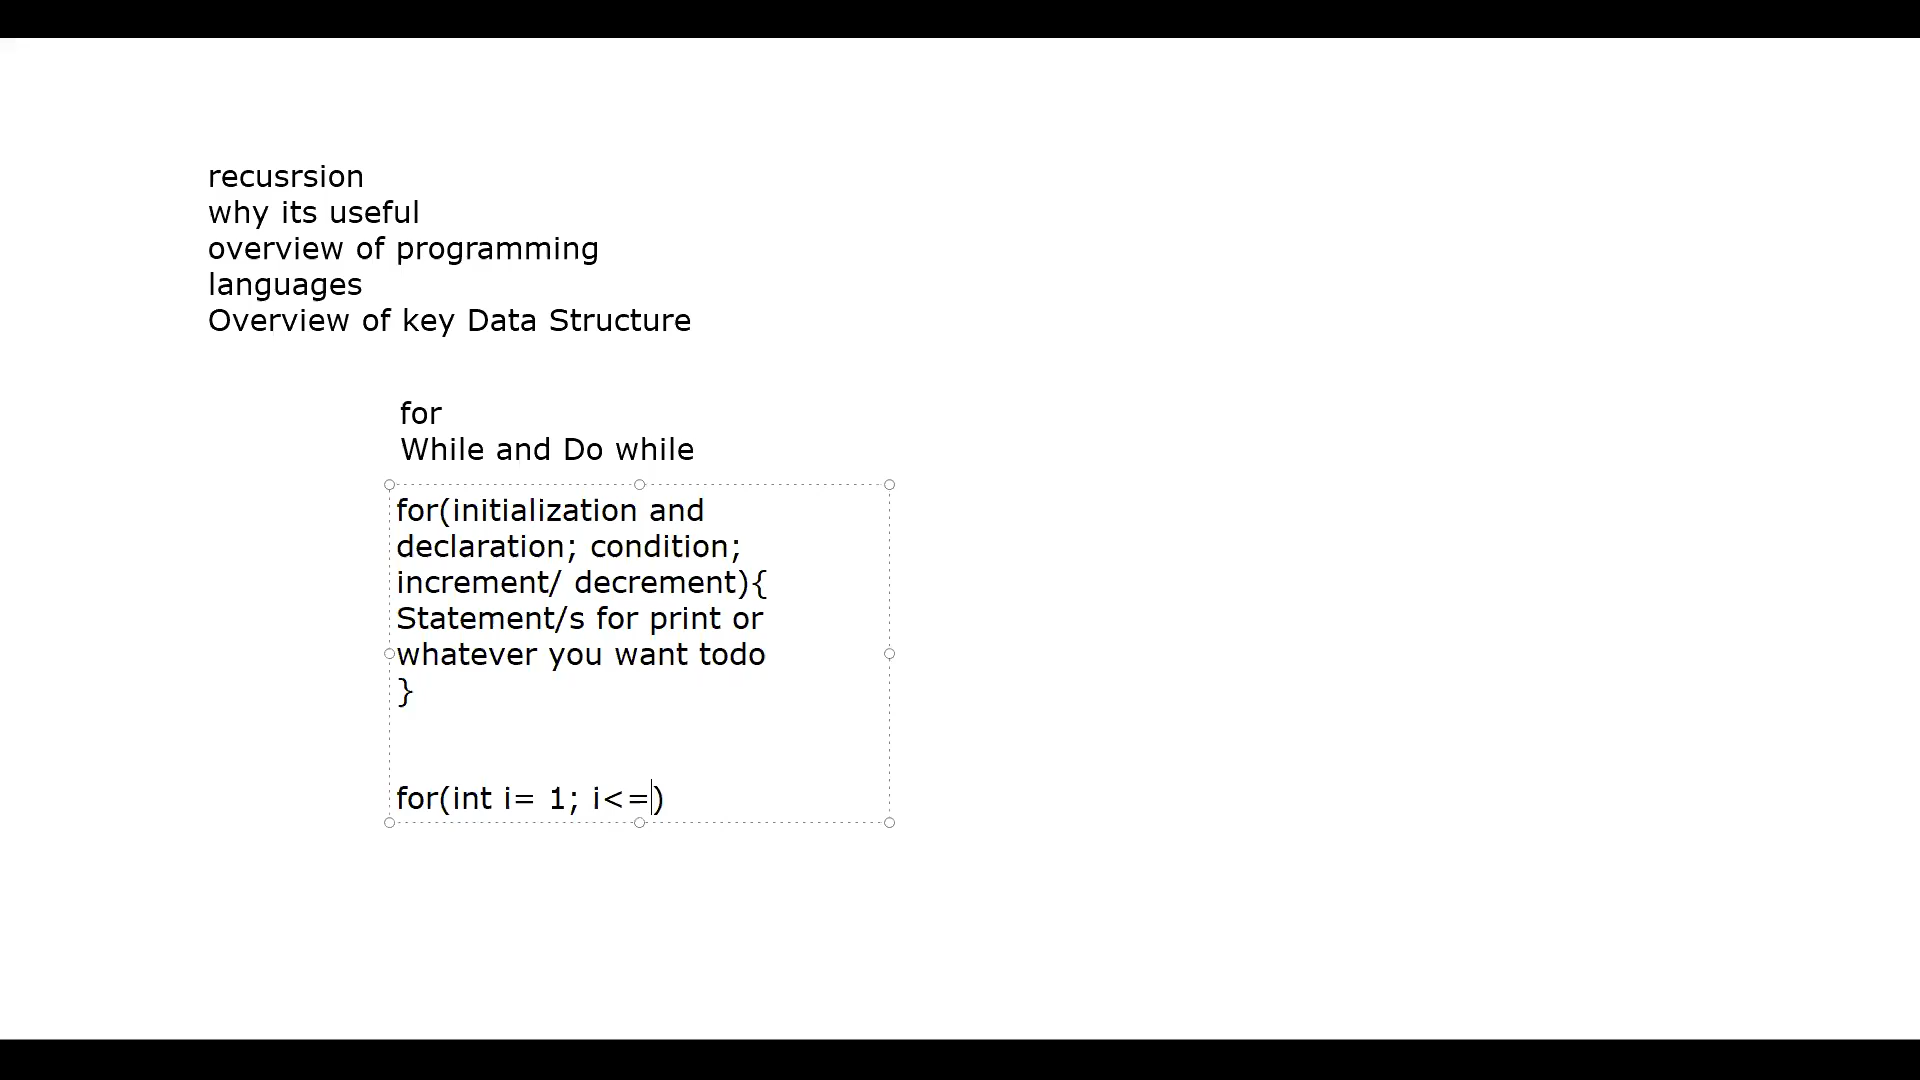 recusrsion
why its useful
overview of programming
languages
Overview of key Data Structure
for
While and Do while
for(initialization and
declaration; condition;
increment/ decrement){
Statement/s for print or
whatever you want todo
}
for(int i= 1; i<=)